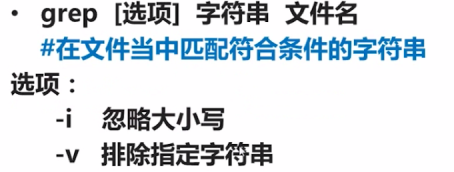 • grep [选项] 字符串 文件名
#在文件当中匹配符合条件的字符串
选项：
-i 忽略大小写
-v 排除指定字符串